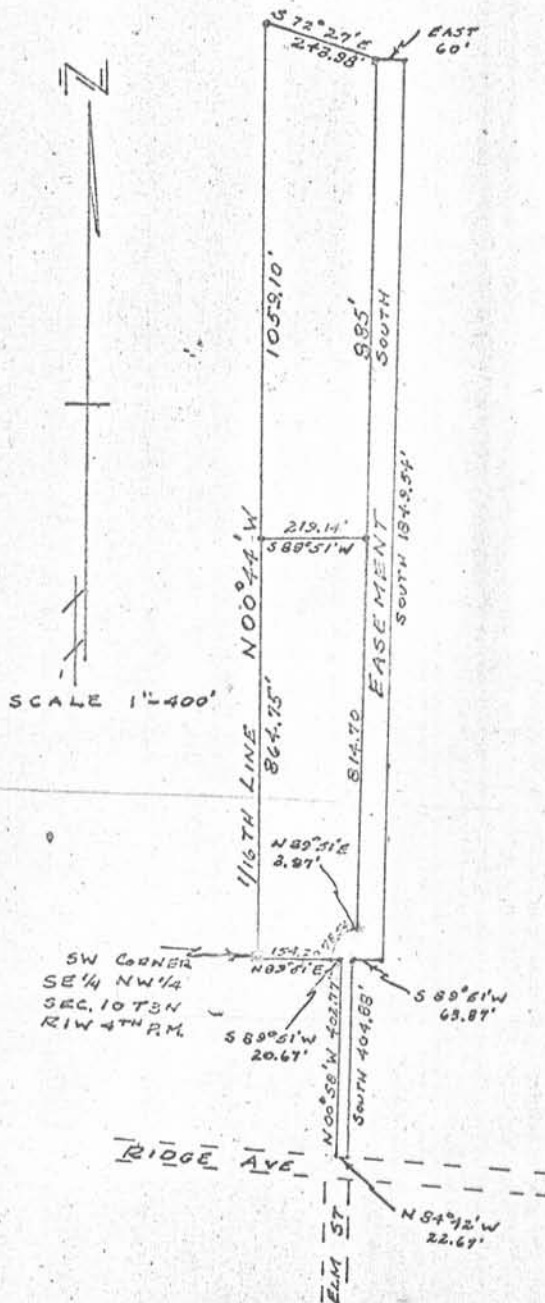 S 72°27'E
243.98'
EAST
60'
N
1059.10'
885'
SOUTH
219.14'
S 88°51'W
EASEMENT
SOUTH 1849.54'
N 00°44'W
SCALE 1"-400'
1/16TH LINE
864.75'
814.70
N 89°51'E
3.87'
SW CORNER
SE 1/4 NW 1/4
SEC. 10 T3N
R1W 4TH P.M.
N 89°51'E
S 89°51'W
63.87'
S 89°51'W
20.67'
N 00°58'W 402.77'
SOUTH 404.88'
RIDGE AVE
N 84°12'W
22.67'
ELM ST